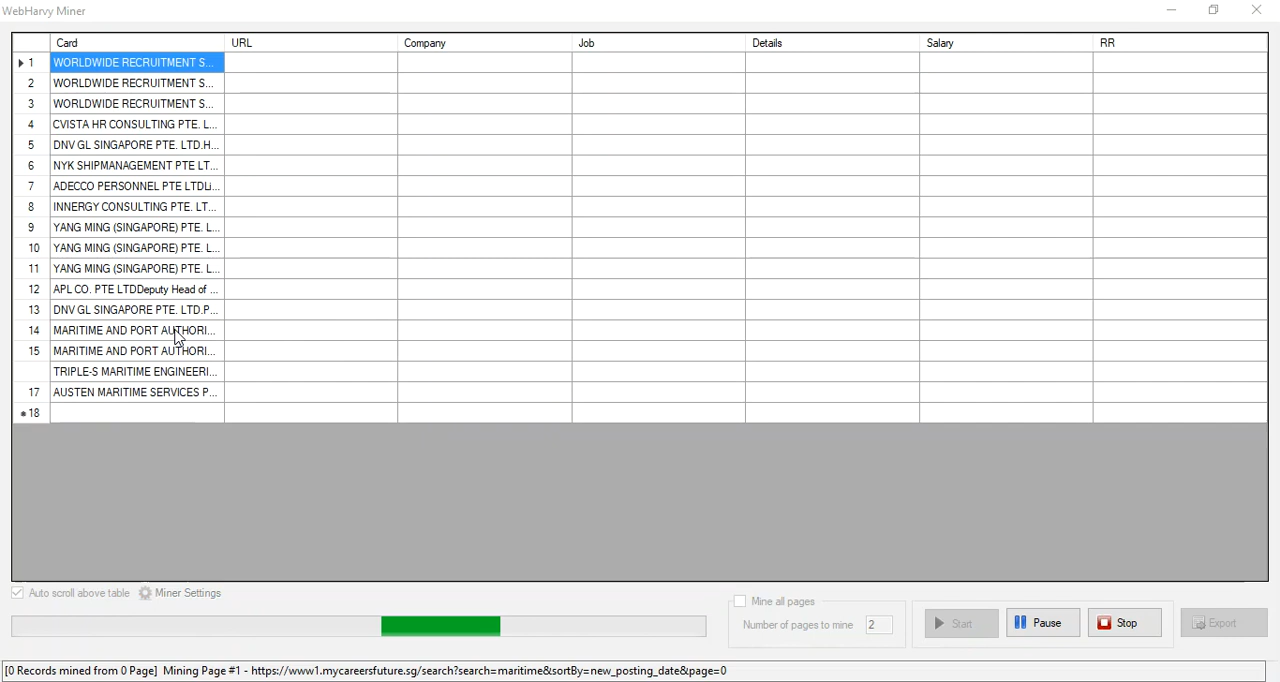 WebHarvy Miner
Card URL Company Job Details Salary RR
1 WORLDWIDE RECRUITMENT S...
2 WORLDWIDE RECRUITMENT S...
3 WORLDWIDE RECRUITMENT S...
4 CVISTA HR CONSULTING PTE. L...
5 DNV GL SINGAPORE PTE. LTD.H...
6 NYK SHIPMANAGEMENT PTE LT...
7 ADECCO PERSONNEL PTE LTDLi...
8 INNERGY CONSULTING PTE. LT...
9 YANG MING (SINGAPORE) PTE. L...
10 YANG MING (SINGAPORE) PTE. L...
11 YANG MING (SINGAPORE) PTE. L...
12 APL CO. PTE LTDDeputy Head of ...
13 DNV GL SINGAPORE PTE. LTD.P...
14 MARITIME AND PORT AUTHORI...
15 MARITIME AND PORT AUTHORI...
TRIPLE-S MARITIME ENGINEERI...
17 AUSTEN MARITIME SERVICES P...
18
Auto scroll above table Miner Settings
Mine all pages
Number of pages to mine 2
Start Pause Stop Export
[0 Records mined from 0 Page] Mining Page #1 - https://www1.mycareersfuture.sg/search?search=maritime&sortBy=new_posting_date&page=0